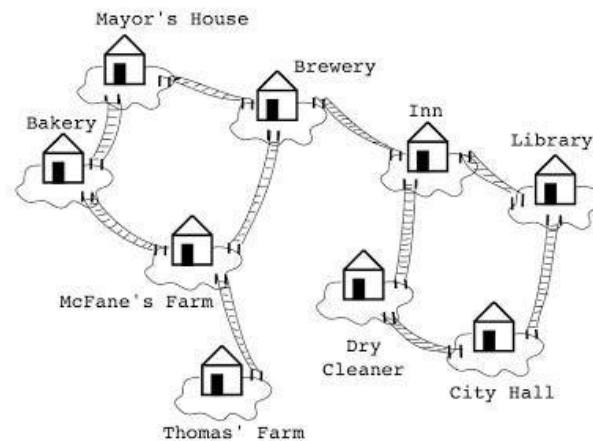 Mayor's House
Brewery
Bakery
Inn
Library
McFane's Farm
Dry
Cleaner
City Hall
Thomas' Farm